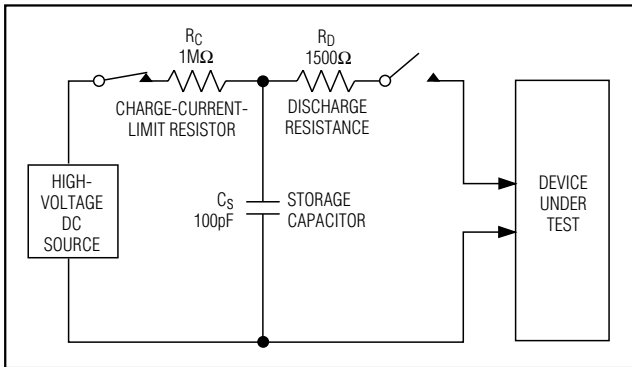 R_C
1MΩ
CHARGE-CURRENT-
LIMIT RESISTOR
R_D
1500Ω
DISCHARGE
RESISTANCE
HIGH-
VOLTAGE
DC
SOURCE
C_S
100pF
STORAGE
CAPACITOR
DEVICE
UNDER
TEST